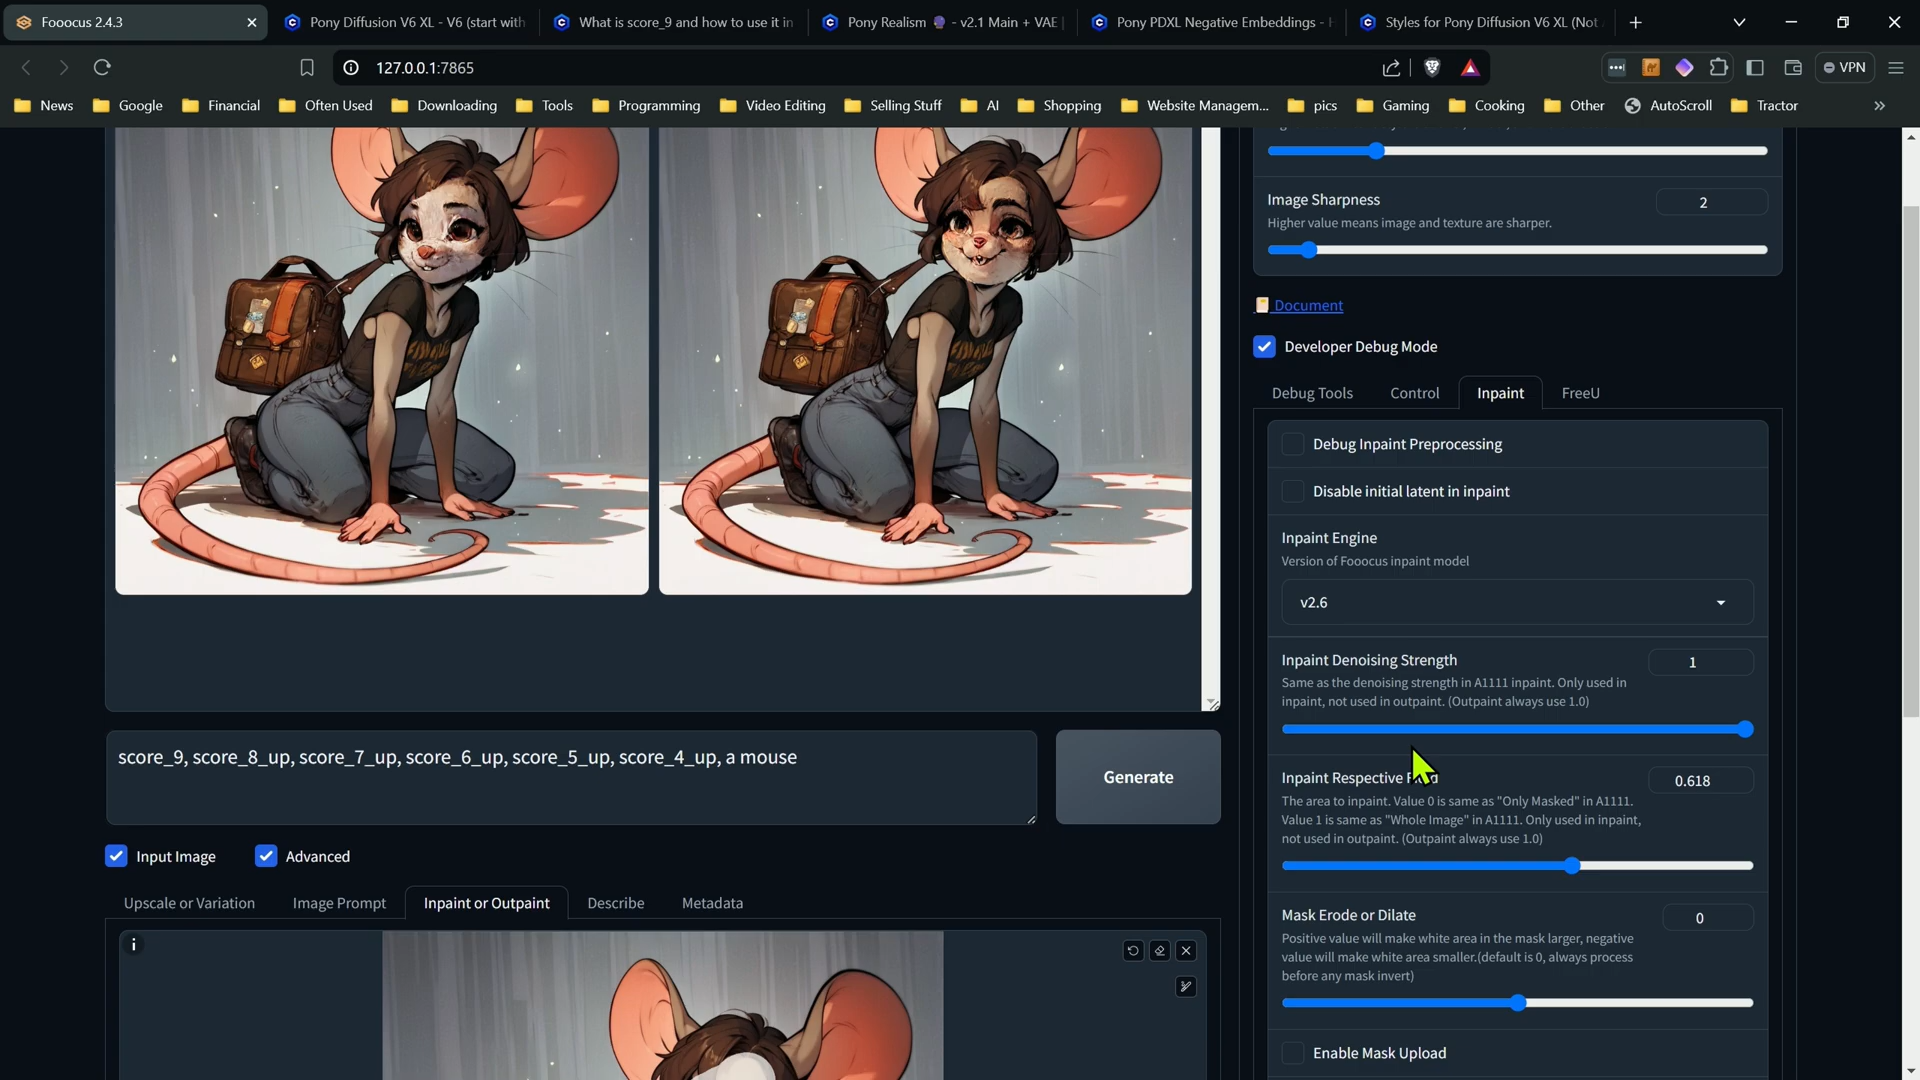 Fooocus 2.4.3
Pony Diffusion V6 XL - V6 (start with
What is score_9 and how to use it in
Pony Realism 🔮 - v2.1 Main + VAE
Pony PDXL Negative Embeddings - H
Styles for Pony Diffusion V6 XL (Not
127.0.0.1:7865
VPN
News
Google
Financial
Often Used
Downloading
Tools
Programming
Video Editing
Selling Stuff
AI
Shopping
Website Managem...
pics
Gaming
Cooking
Other
AutoScroll
Tractor
Image Sharpness
2
Higher value means image and texture are sharper.
Document
Developer Debug Mode
Debug Tools
Control
Inpaint
FreeU
Debug Inpaint Preprocessing
Disable initial latent in inpaint
Inpaint Engine
Version of Fooocus inpaint model
v2.6
Inpaint Denoising Strength
1
Same as the denoising strength in A1111 inpaint. Only used in
inpaint, not used in outpaint. (Outpaint always use 1.0)
Inpaint Respective
0.618
The area to inpaint. Value 0 is same as "Only Masked" in A1111.
Value 1 is same as "Whole Image" in A1111. Only used in inpaint,
not used in outpaint. (Outpaint always use 1.0)
Mask Erode or Dilate
0
Positive value will make white area in the mask larger, negative
value will make white area smaller.(default is 0, always process
before any mask invert)
Enable Mask Upload
score_9, score_8_up, score_7_up, score_6_up, score_5_up, score_4_up, a mouse
Generate
Input Image
Advanced
Upscale or Variation
Image Prompt
Inpaint or Outpaint
Describe
Metadata